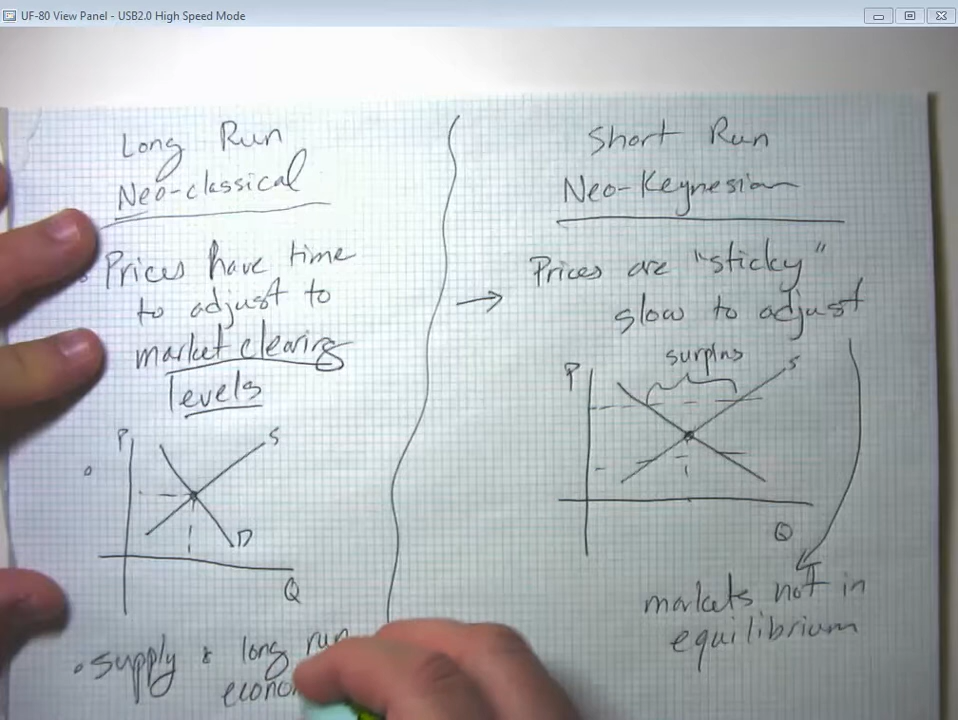 UF-80 View Panel - USB2.0 High Speed Mode
Long Run
Neo-classical
Prices have time
to adjust to
market clearing
levels
P
S
D
Q
supply & long run
Short Run
Neo-Keynesian
Prices are "sticky"
slow to adjust
surplus
P
S
Q
markets not in
equilibrium